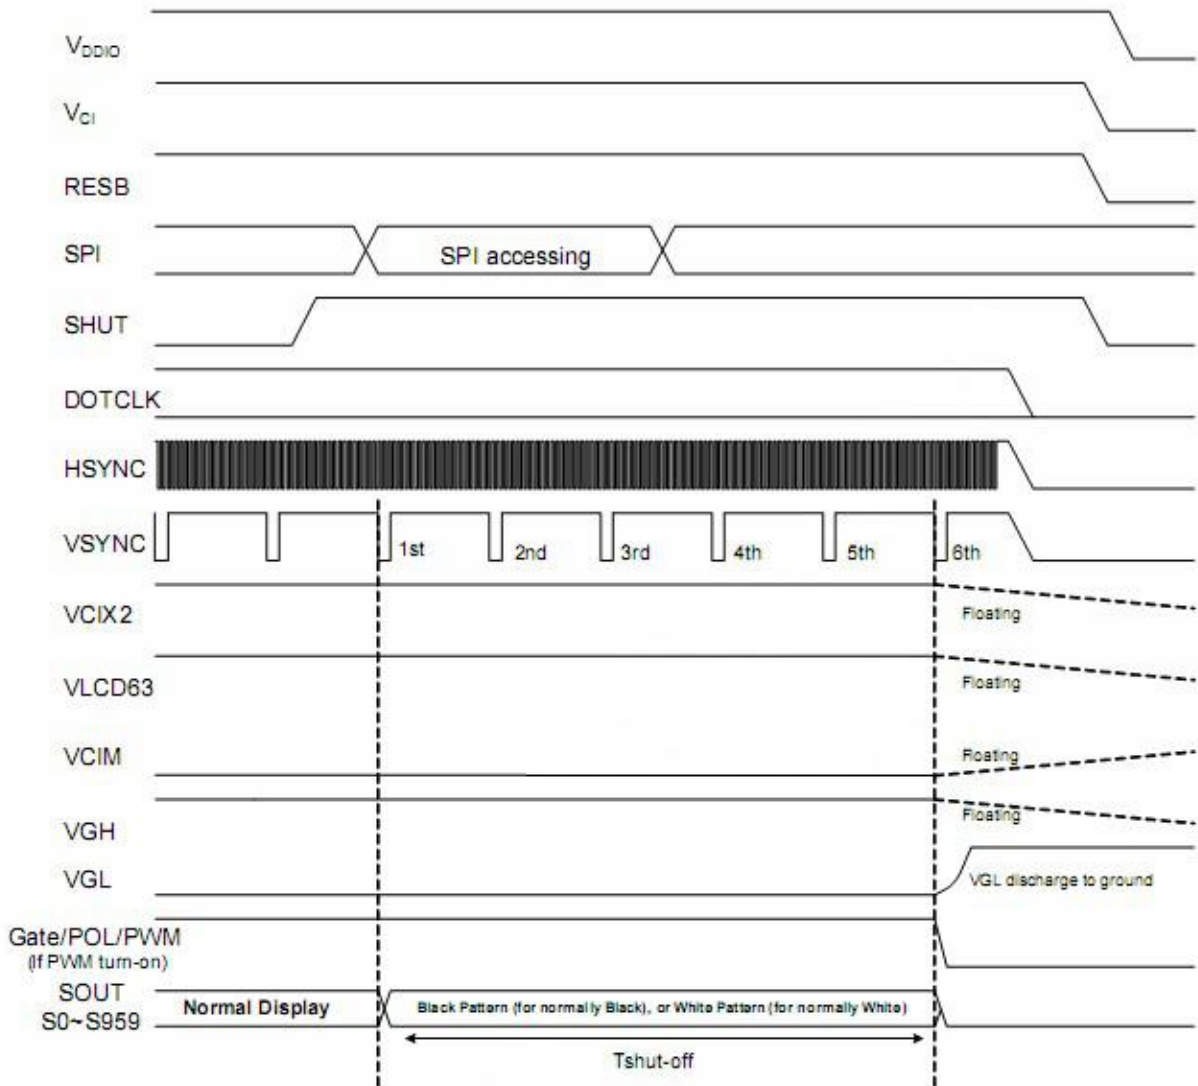 VDDIO
VCI
RESB
SPI
SPI accessing
SHUT
DOTCLK
HSYNC
VSYNC
1st 2nd 3rd 4th 5th 6th
VCIX2
Floating
VLCD63
Floating
VCIM
Floating
VGH
Floating
VGL
VGL discharge to ground
Gate/POL/PWM
(If PWM turn-on)
SOUT
S0~S959
Normal Display
Black Pattern (for normally Black), or White Pattern (for normally White)
Tshut-off